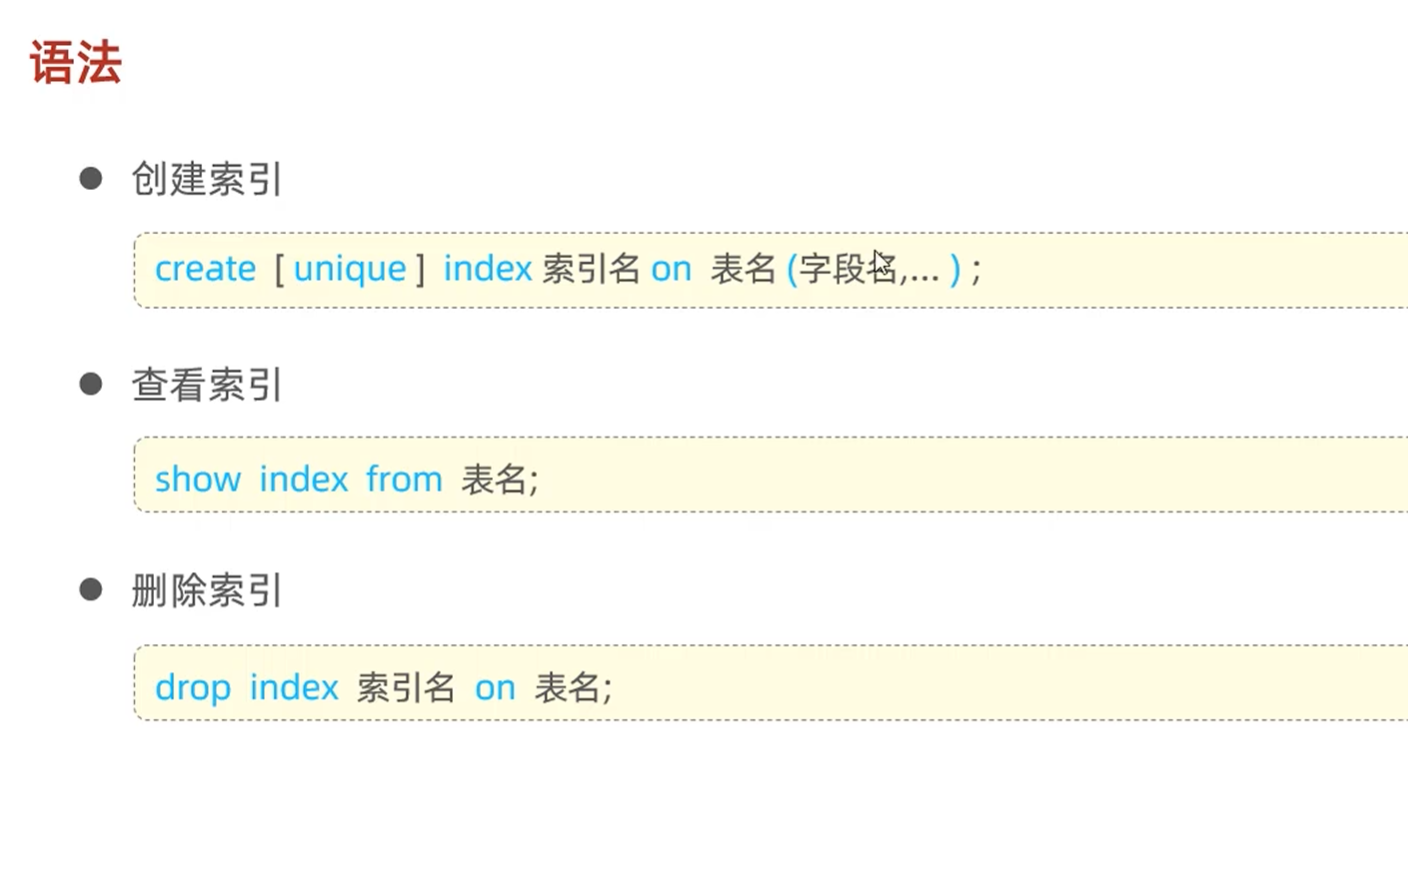 语法
创建索引
create [ unique ] index 索引名 on 表名 (字段名,... ) ;
查看索引
show index from 表名;
删除索引
drop index 索引名 on 表名;